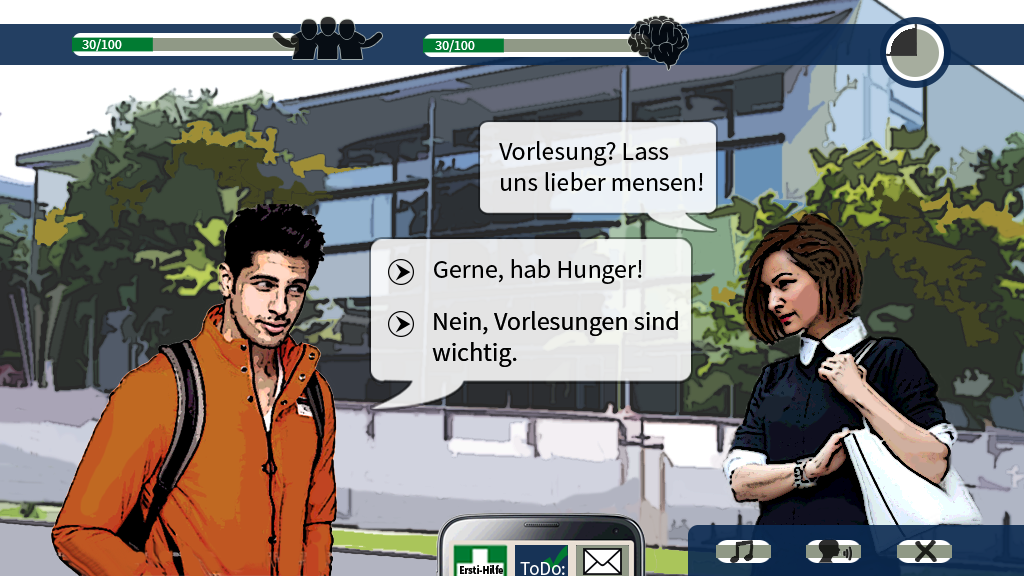 30/100
30/100
Vorlesung? Lass
uns lieber mensen!
Gerne, hab Hunger!
Nein, Vorlesungen sind
wichtig.
Ersti-Hilfe
ToDo: